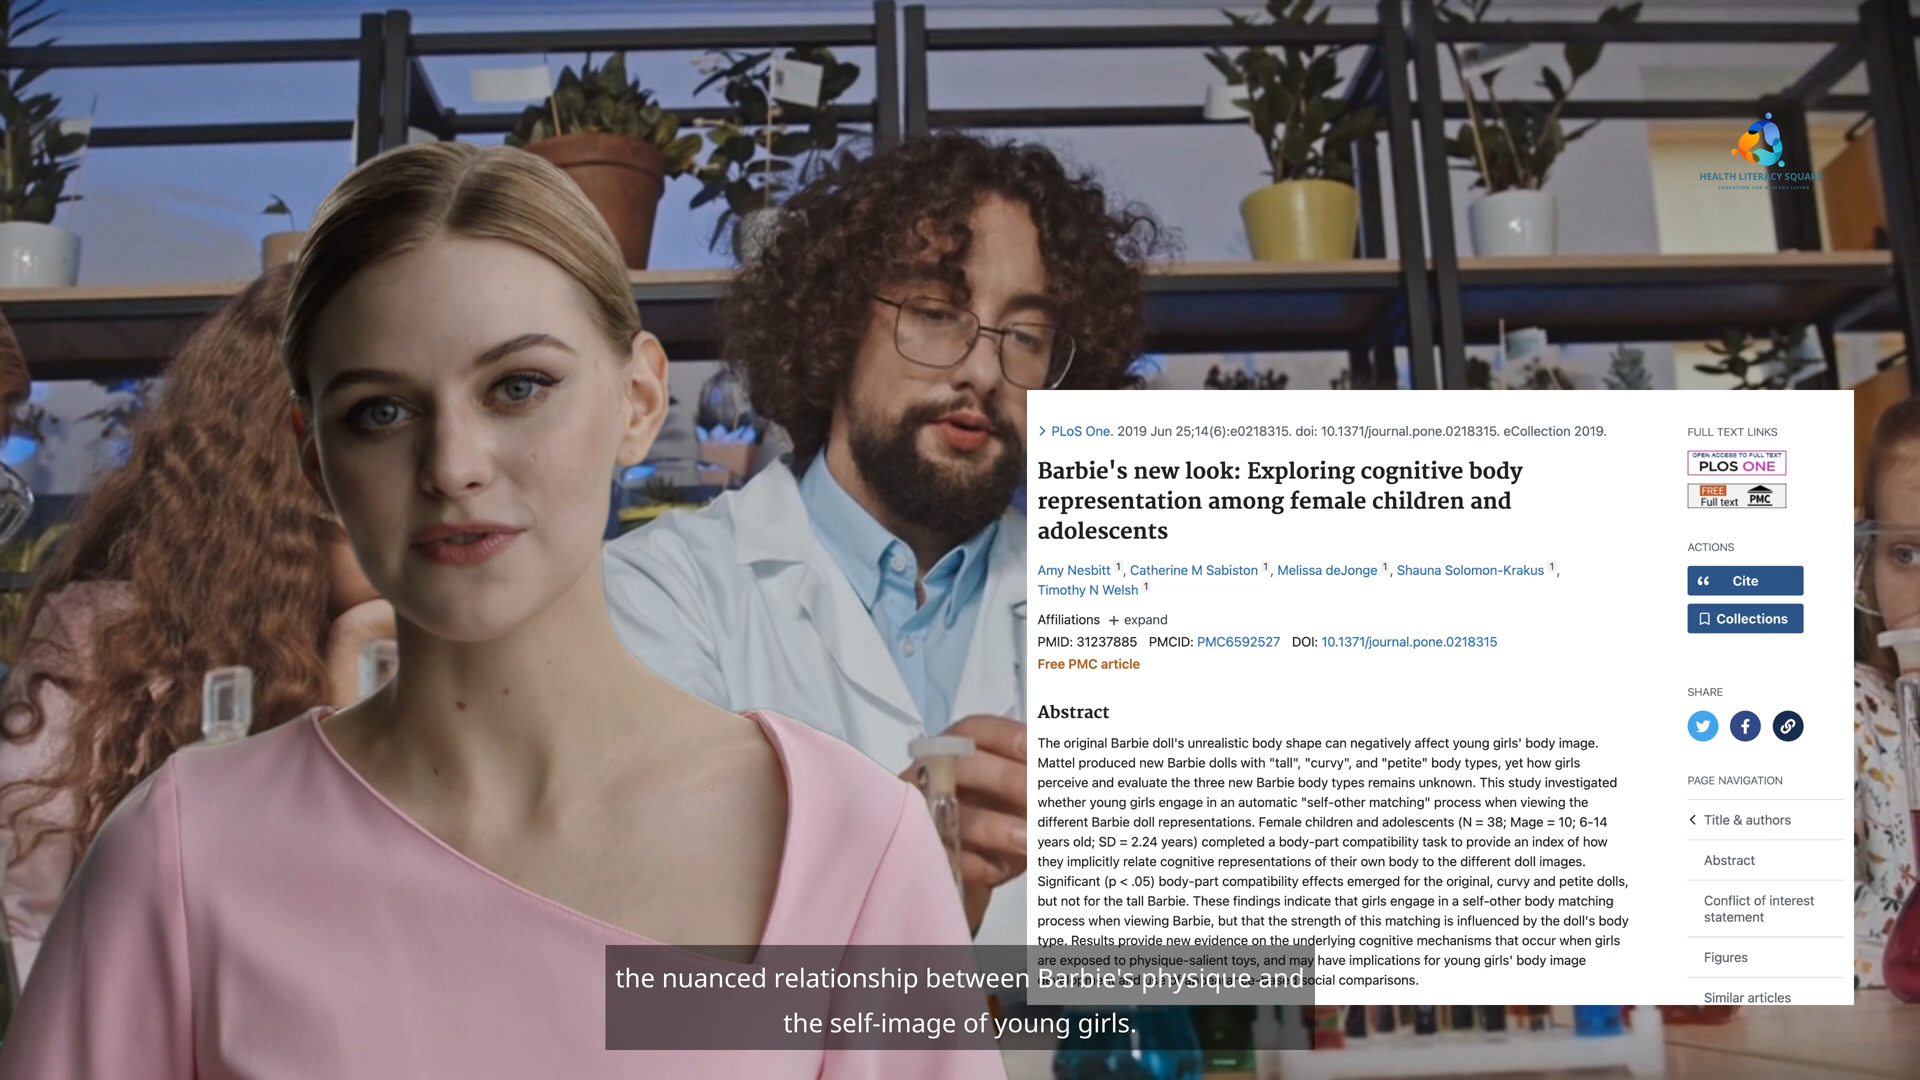 HEALTH LITERACY SQUARE
EDUCATION FOR HEALTHY LIVING
PLoS One. 2019 Jun 25;14(6):e0218315. doi: 10.1371/journal.pone.0218315. eCollection 2019.
Barbie's new look: Exploring cognitive body
representation among female children and
adolescents
Amy Nesbitt 1, Catherine M Sabiston 1, Melissa deJonge 1, Shauna Solomon-Krakus 1,
Timothy N Welsh 1
Affiliations + expand
PMID: 31237885 PMCID: PMC6592527 DOI: 10.1371/journal.pone.0218315
Free PMC article
Abstract
The original Barbie doll's unrealistic body shape can negatively affect young girls' body image.
Mattel produced new Barbie dolls with "tall", "curvy", and "petite" body types, yet how girls
perceive and evaluate the three new Barbie body types remains unknown. This study investigated
whether young girls engage in an automatic "self-other matching" process when viewing the
different Barbie doll representations. Female children and adolescents (N = 38; Mage = 10; 6-14
years old; SD = 2.24 years) completed a body-part compatibility task to provide an index of how
they implicitly relate cognitive representations of their own body to the different doll images.
Significant (p < .05) body-part compatibility effects emerged for the original, curvy and petite dolls,
but not for the tall Barbie. These findings indicate that girls engage in a self-other body matching
process when viewing Barbie, but that the strength of this matching is influenced by the doll's body
type. Results provide new evidence on the underlying cognitive mechanisms that occur when girls
are exposed to physique-salient toys, and may have implications for young girls' body image
social comparisons.
FULL TEXT LINKS
OPEN ACCESS TO FULL TEXT
PLOS ONE
FREE
Full text PMC
ACTIONS
Cite
Collections
SHARE
PAGE NAVIGATION
Title & authors
Abstract
Conflict of interest
statement
Figures
Similar articles
the nuanced relationship between Barbie's physique and
the self-image of young girls.